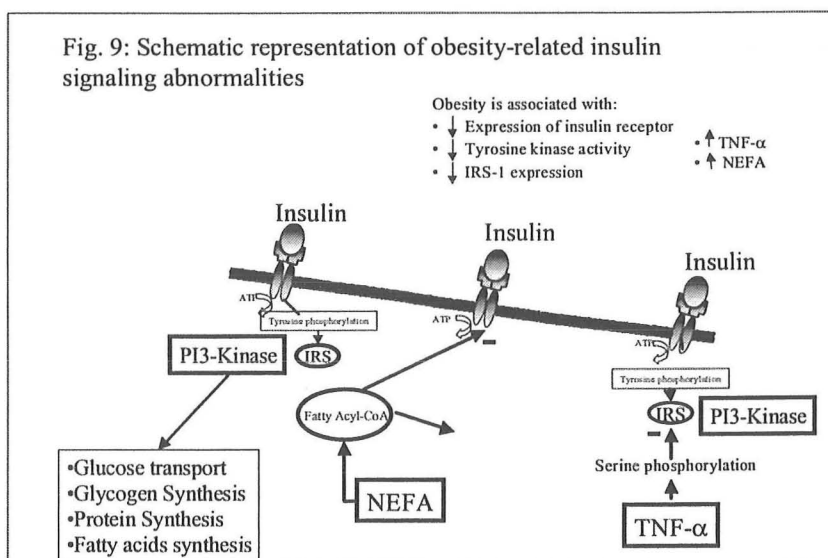 Fig. 9: Schematic representation of obesity-related insulin
signaling abnormalities
Obesity is associated with:
• ↓ Expression of insulin receptor
• ↓ Tyrosine kinase activity
• ↓ IRS-1 expression
• ↑ TNF-α
• ↑ NEFA
Insulin
Insulin
Insulin
ATP
Tyrosine phosphorylation
PI3-Kinase
IRS
ATP
ATP
Tyrosine phosphorylation
IRS
PI3-Kinase
Fatty Acyl-CoA
Serine phosphorylation
NEFA
TNF-α
•Glucose transport
•Glycogen Synthesis
•Protein Synthesis
•Fatty acids synthesis